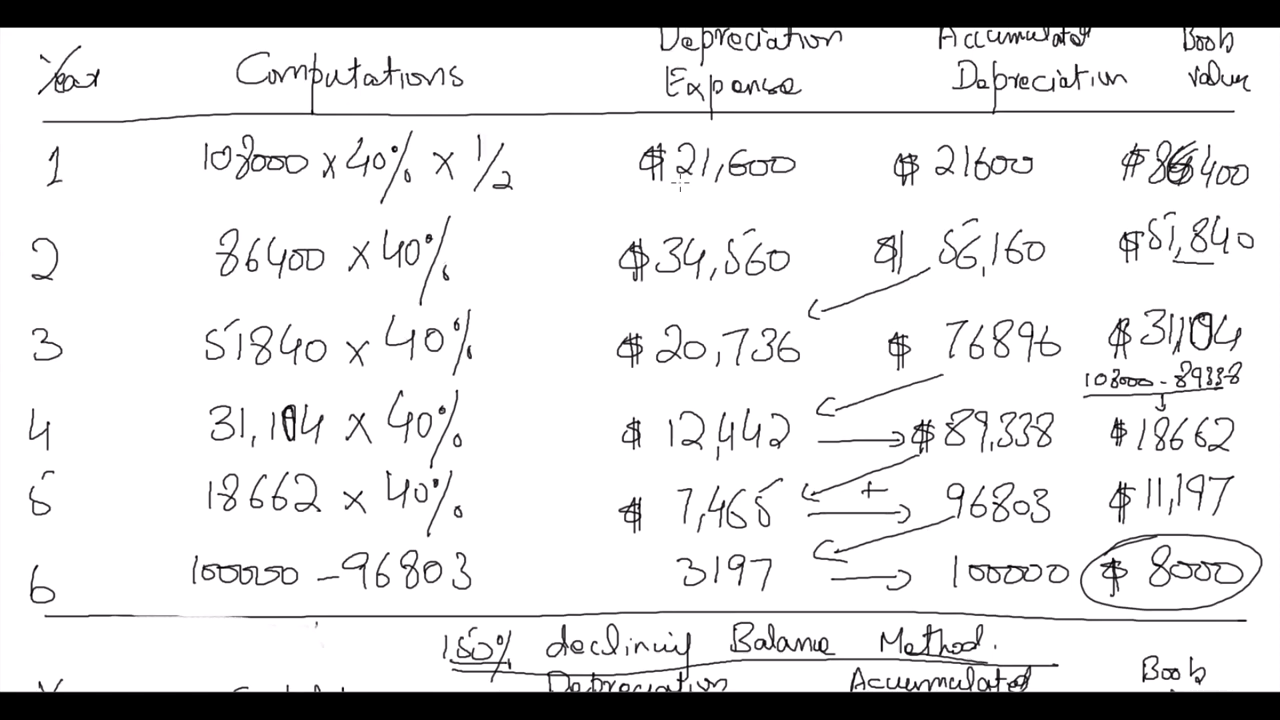 Depreciation Accumulated Book
Year Computations Expense Depreciation value
1 108000 x 40% x 1/2 $21,600 $21600 $86400
2 86400 x 40% $34,560 $56,160 $51,840
3 51840 x 40% $20,736 $76896 $31,104
108000 - 89338
4 31,104 x 40% $12,442 $89,338 $18662
5 18662 x 40% $7,465 + 96803 $11,197
6 100000 - 96803 3197 100000 $8000
150% declining Balance Method.
Depreciation Accumulated Book